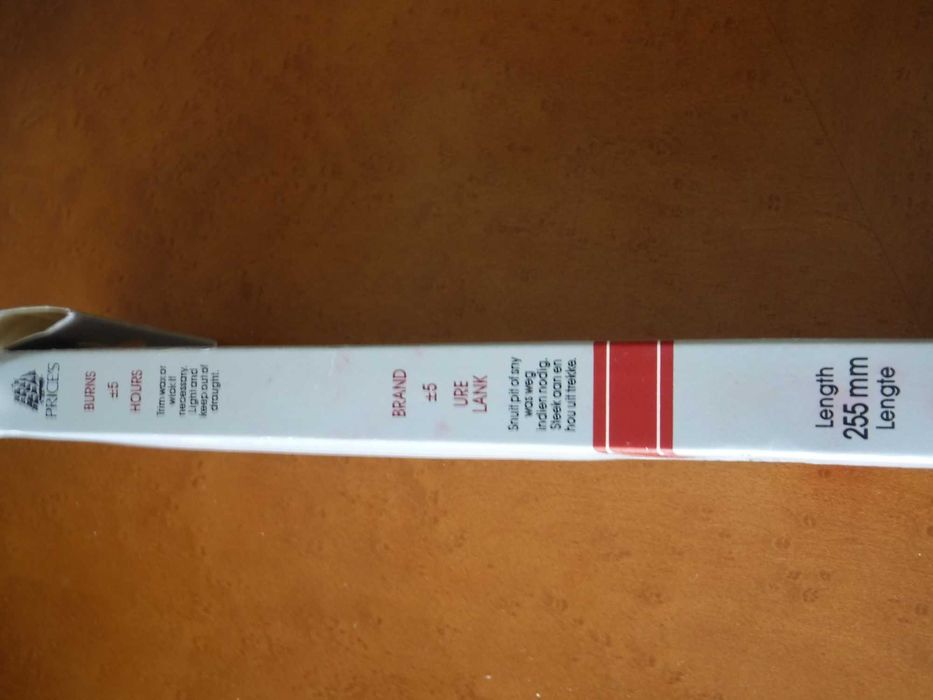 PRICE'S
BURNS
±5
HOURS
Trim wax or
wick if
necessary.
Light and
keep out of
draught.
BRAND
±5
URE
LANK
Snuit pit of sny
was weg
indien nodig.
Steek aan en
hou uit trekke.
Length
255 mm
Lengte